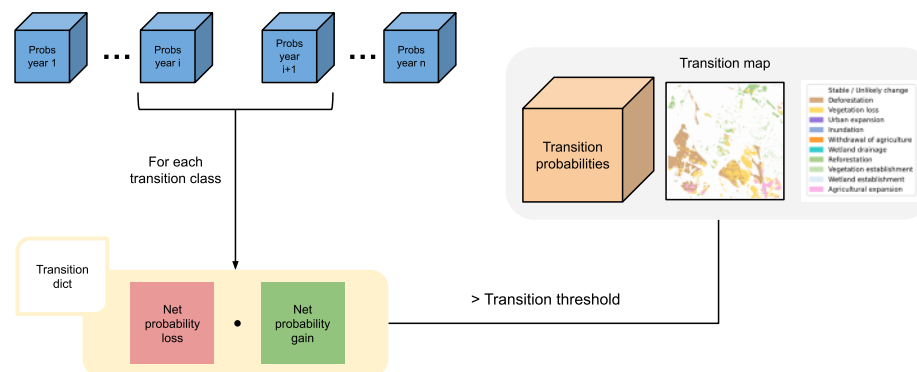 Probs
year 1
Probs
year i
Probs
year
i+1
Probs
year n
For each
transition class
Transition
dict
Net
probability
loss
Net
probability
gain
> Transition threshold
Transition map
Transition
probabilities
Stable / Unlikely change
Deforestation
Vegetation loss
Urban expansion
Inundation
Withdrawal of agriculture
Wetland drainage
Reforestation
Vegetation establishment
Wetland establishment
Agricultural expansion